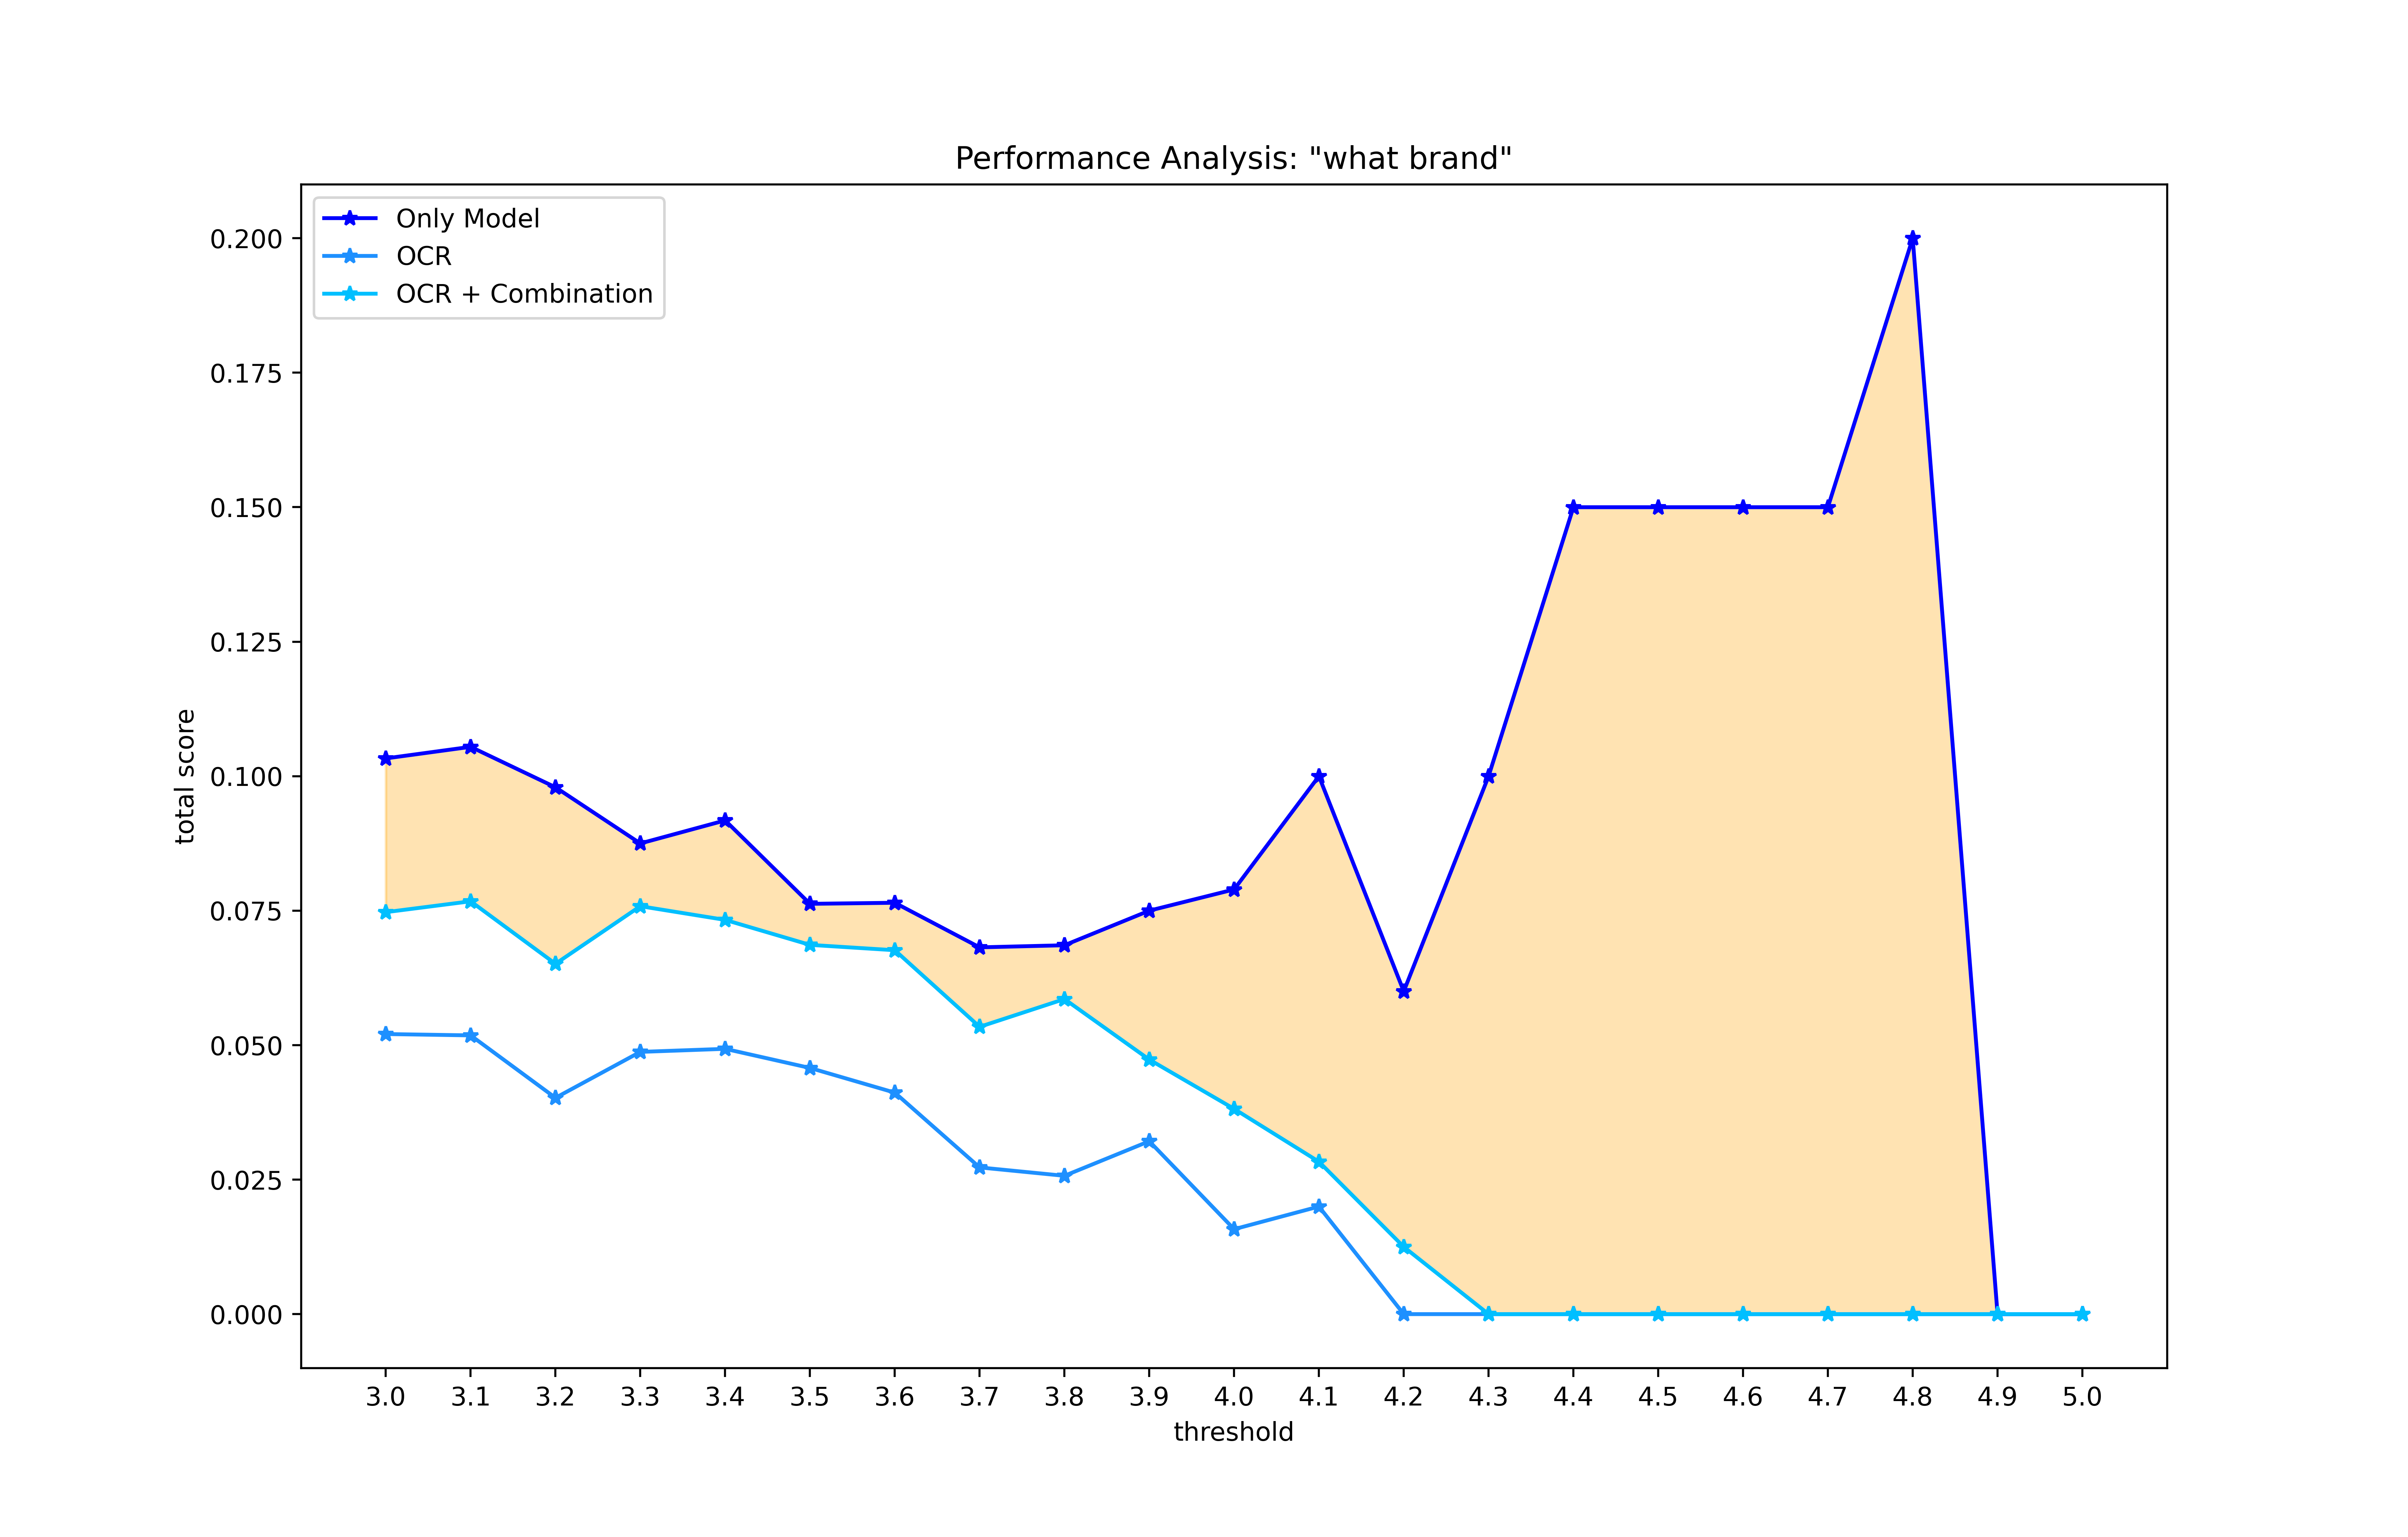 Performance Analysis: "what brand"
Only Model
OCR
OCR + Combination
0.200
0.175
0.150
0.125
0.100
0.075
0.050
0.025
0.000
total score
3.0 3.1 3.2 3.3 3.4 3.5 3.6 3.7 3.8 3.9 4.0 4.1 4.2 4.3 4.4 4.5 4.6 4.7 4.8 4.9 5.0
threshold